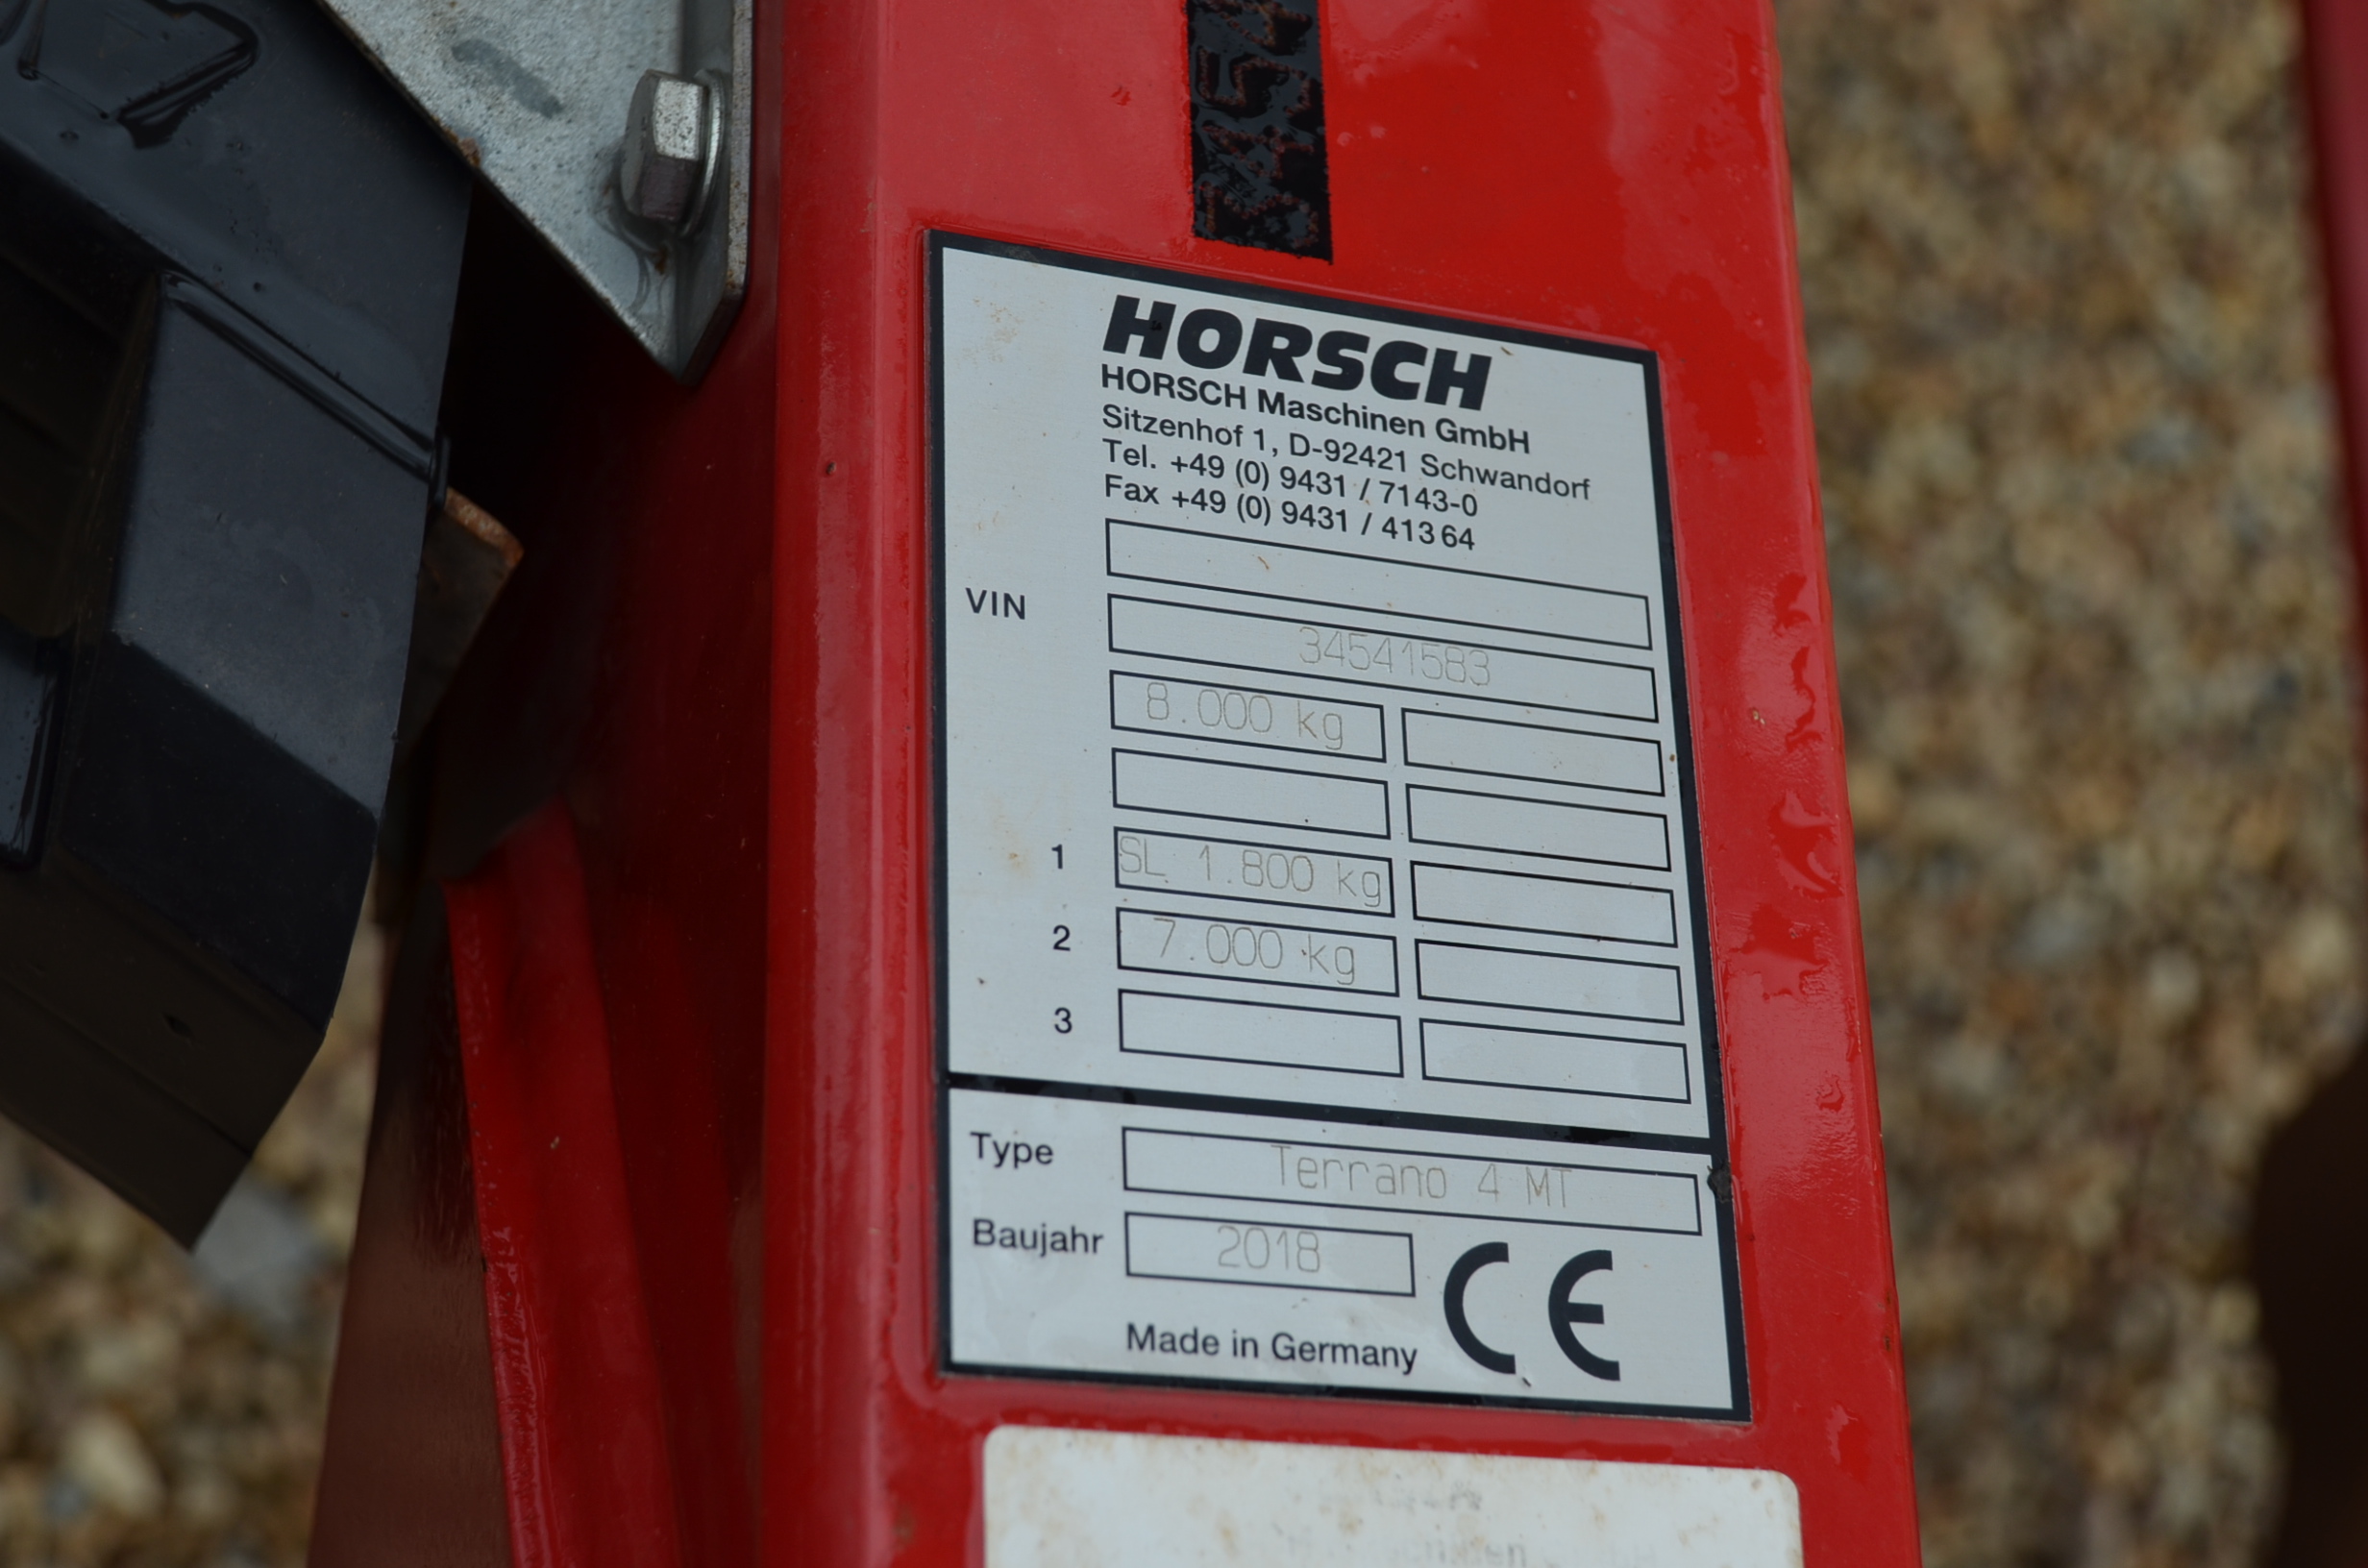 HORSCH
HORSCH Maschinen GmbH
Sitzenhof 1, D-92421 Schwandorf
Tel. +49 (0) 9431 / 7143-0
Fax +49 (0) 9431 / 41364
VIN 34541583
8.000 kg
1 SL 1.800 kg
2 7.000 kg
3
Type Terrano 4 MT
Baujahr 2018
Made in Germany CE